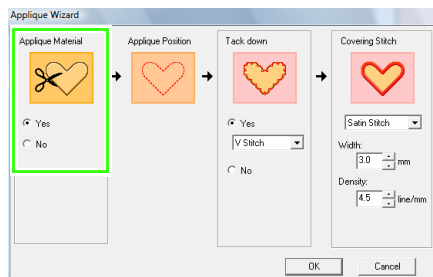 Applique Wizard
Applique Material
Applique Position
Tack down
Covering Stitch
Yes
No
Yes
V Stitch
No
Satin Stitch
Width:
3.0 mm
Density:
4.5 line/mm
OK
Cancel